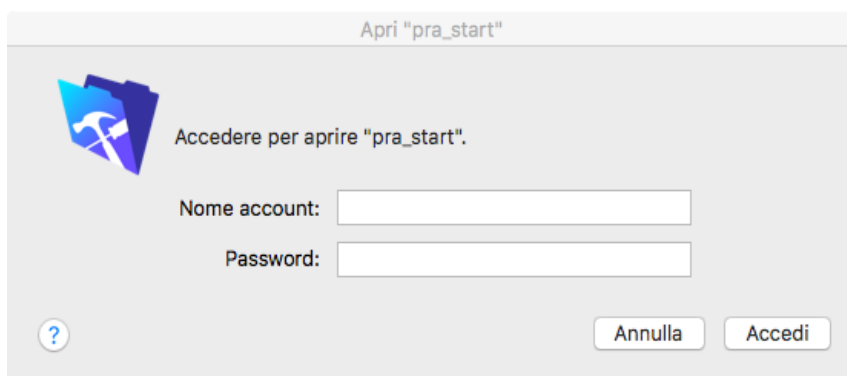 Apri "pra_start"
Accedere per aprire "pra_start".
Nome account:
Password:
?
Annulla
Accedi